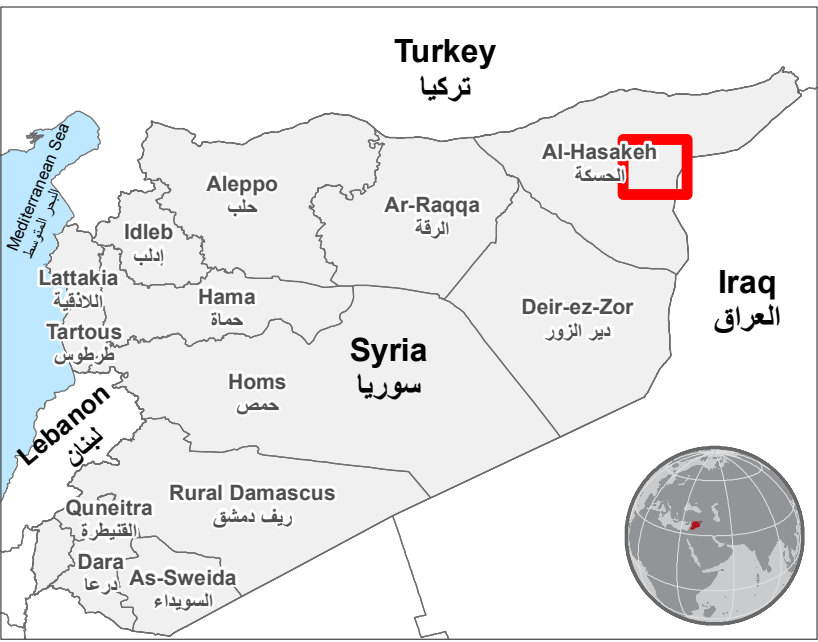 Turkey
تركيا
Mediterranean Sea
البحر المتوسط
Al-Hasakeh
الحسكة
Aleppo
حلب
Ar-Raqqa
الرقة
Idleb
إدلب
Lattakia
اللاذقية
Hama
حماة
Deir-ez-Zor
دير الزور
Iraq
العراق
Tartous
طرطوس
Syria
سوريا
Homs
حمص
Lebanon
لبنان
Rural Damascus
ريف دمشق
Quneitra
القنيطرة
Dara
درعا
As-Sweida
السويداء